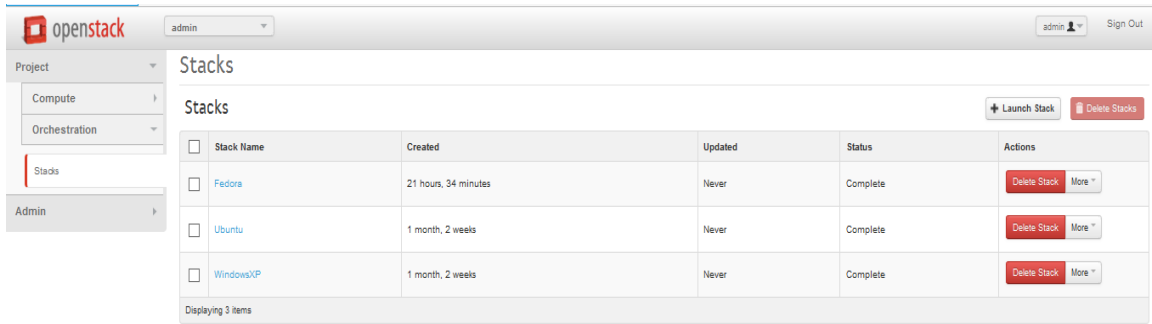 openstack
admin
admin
Sign Out
Project
Compute
Orchestration
Stacks
Admin
Stacks
Stacks
+ Launch Stack
Delete Stacks
Stack Name Created Updated Status Actions
Fedora 21 hours, 34 minutes Never Complete Delete Stack More
Ubuntu 1 month, 2 weeks Never Complete Delete Stack More
WindowsXP 1 month, 2 weeks Never Complete Delete Stack More
Displaying 3 items